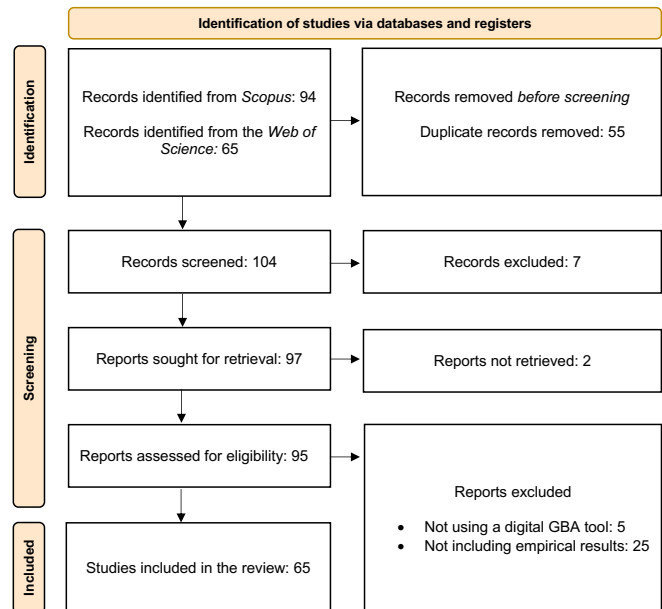 Identification of studies via databases and registers
Identification
Records identified from Scopus: 94
Records identified from the Web of
Science: 65
Records removed before screening
Duplicate records removed: 55
Screening
Records screened: 104
Records excluded: 7
Reports sought for retrieval: 97
Reports not retrieved: 2
Reports assessed for eligibility: 95
Reports excluded
• Not using a digital GBA tool: 5
• Not including empirical results: 25
Included
Studies included in the review: 65